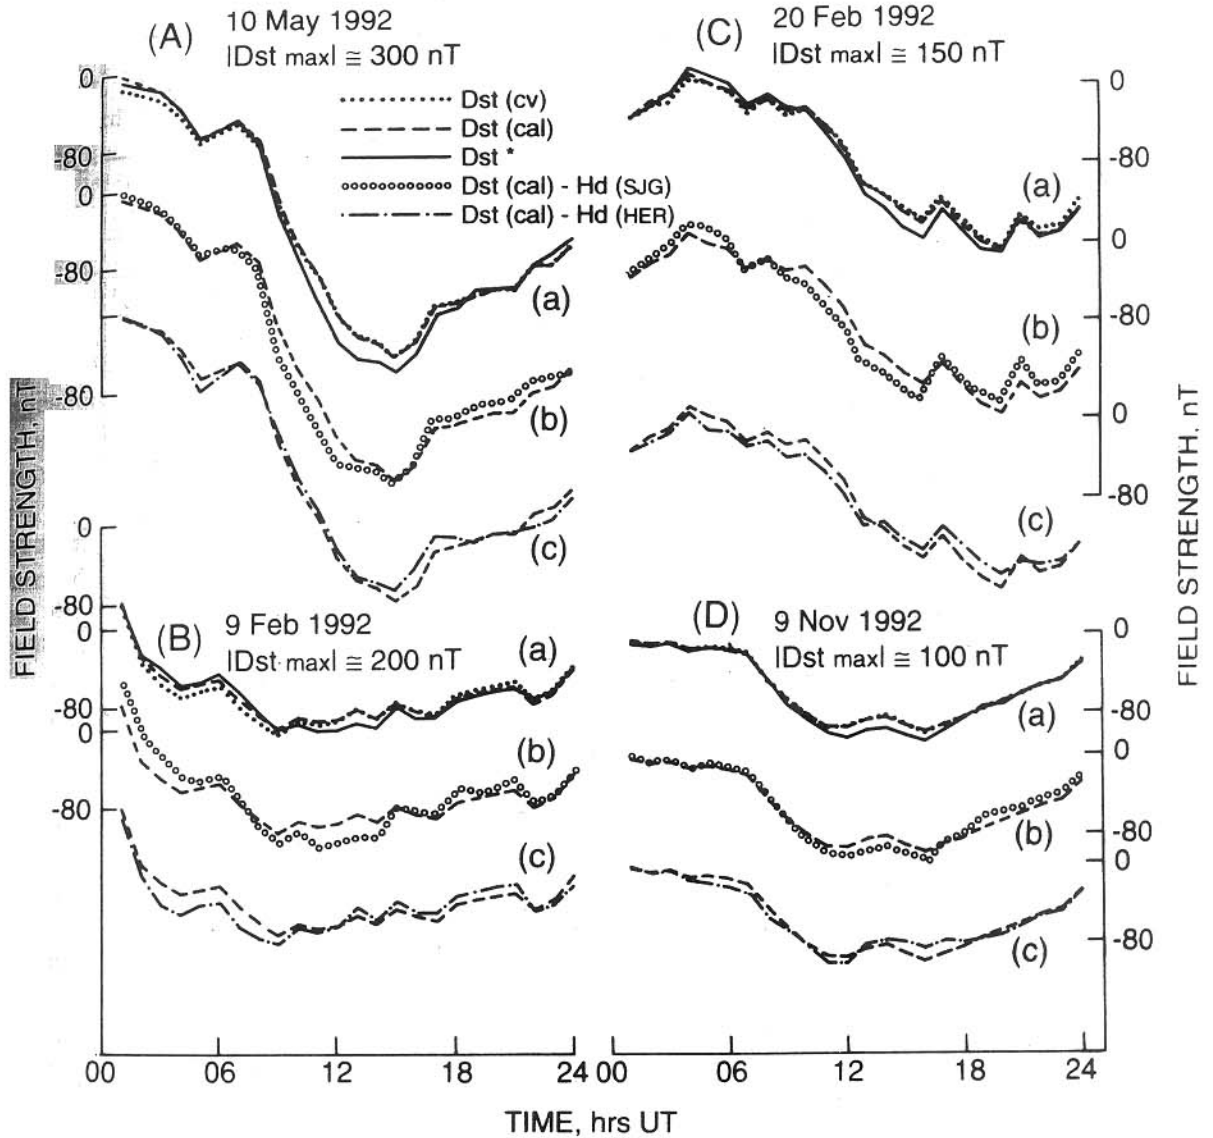 (A)
10 May 1992
|Dst max| ≅ 300 nT
Dst (cv)
Dst (cal)
Dst *
Dst (cal) - Hd (SJG)
Dst (cal) - Hd (HER)
0
-80
0
-80
-80
0
-80
(a)
(b)
(c)
(C)
20 Feb 1992
|Dst max| ≅ 150 nT
0
-80
0
-80
0
-80
(a)
(b)
(c)
(B)
9 Feb 1992
|Dst max| ≅ 200 nT
0
-80
0
-80
(a)
(b)
(c)
(D)
9 Nov 1992
|Dst max| ≅ 100 nT
0
-80
0
-80
0
-80
(a)
(b)
(c)
FIELD STRENGTH, nT
FIELD STRENGTH, nT
00 06 12 18 24
00 06 12 18 24
TIME, hrs UT